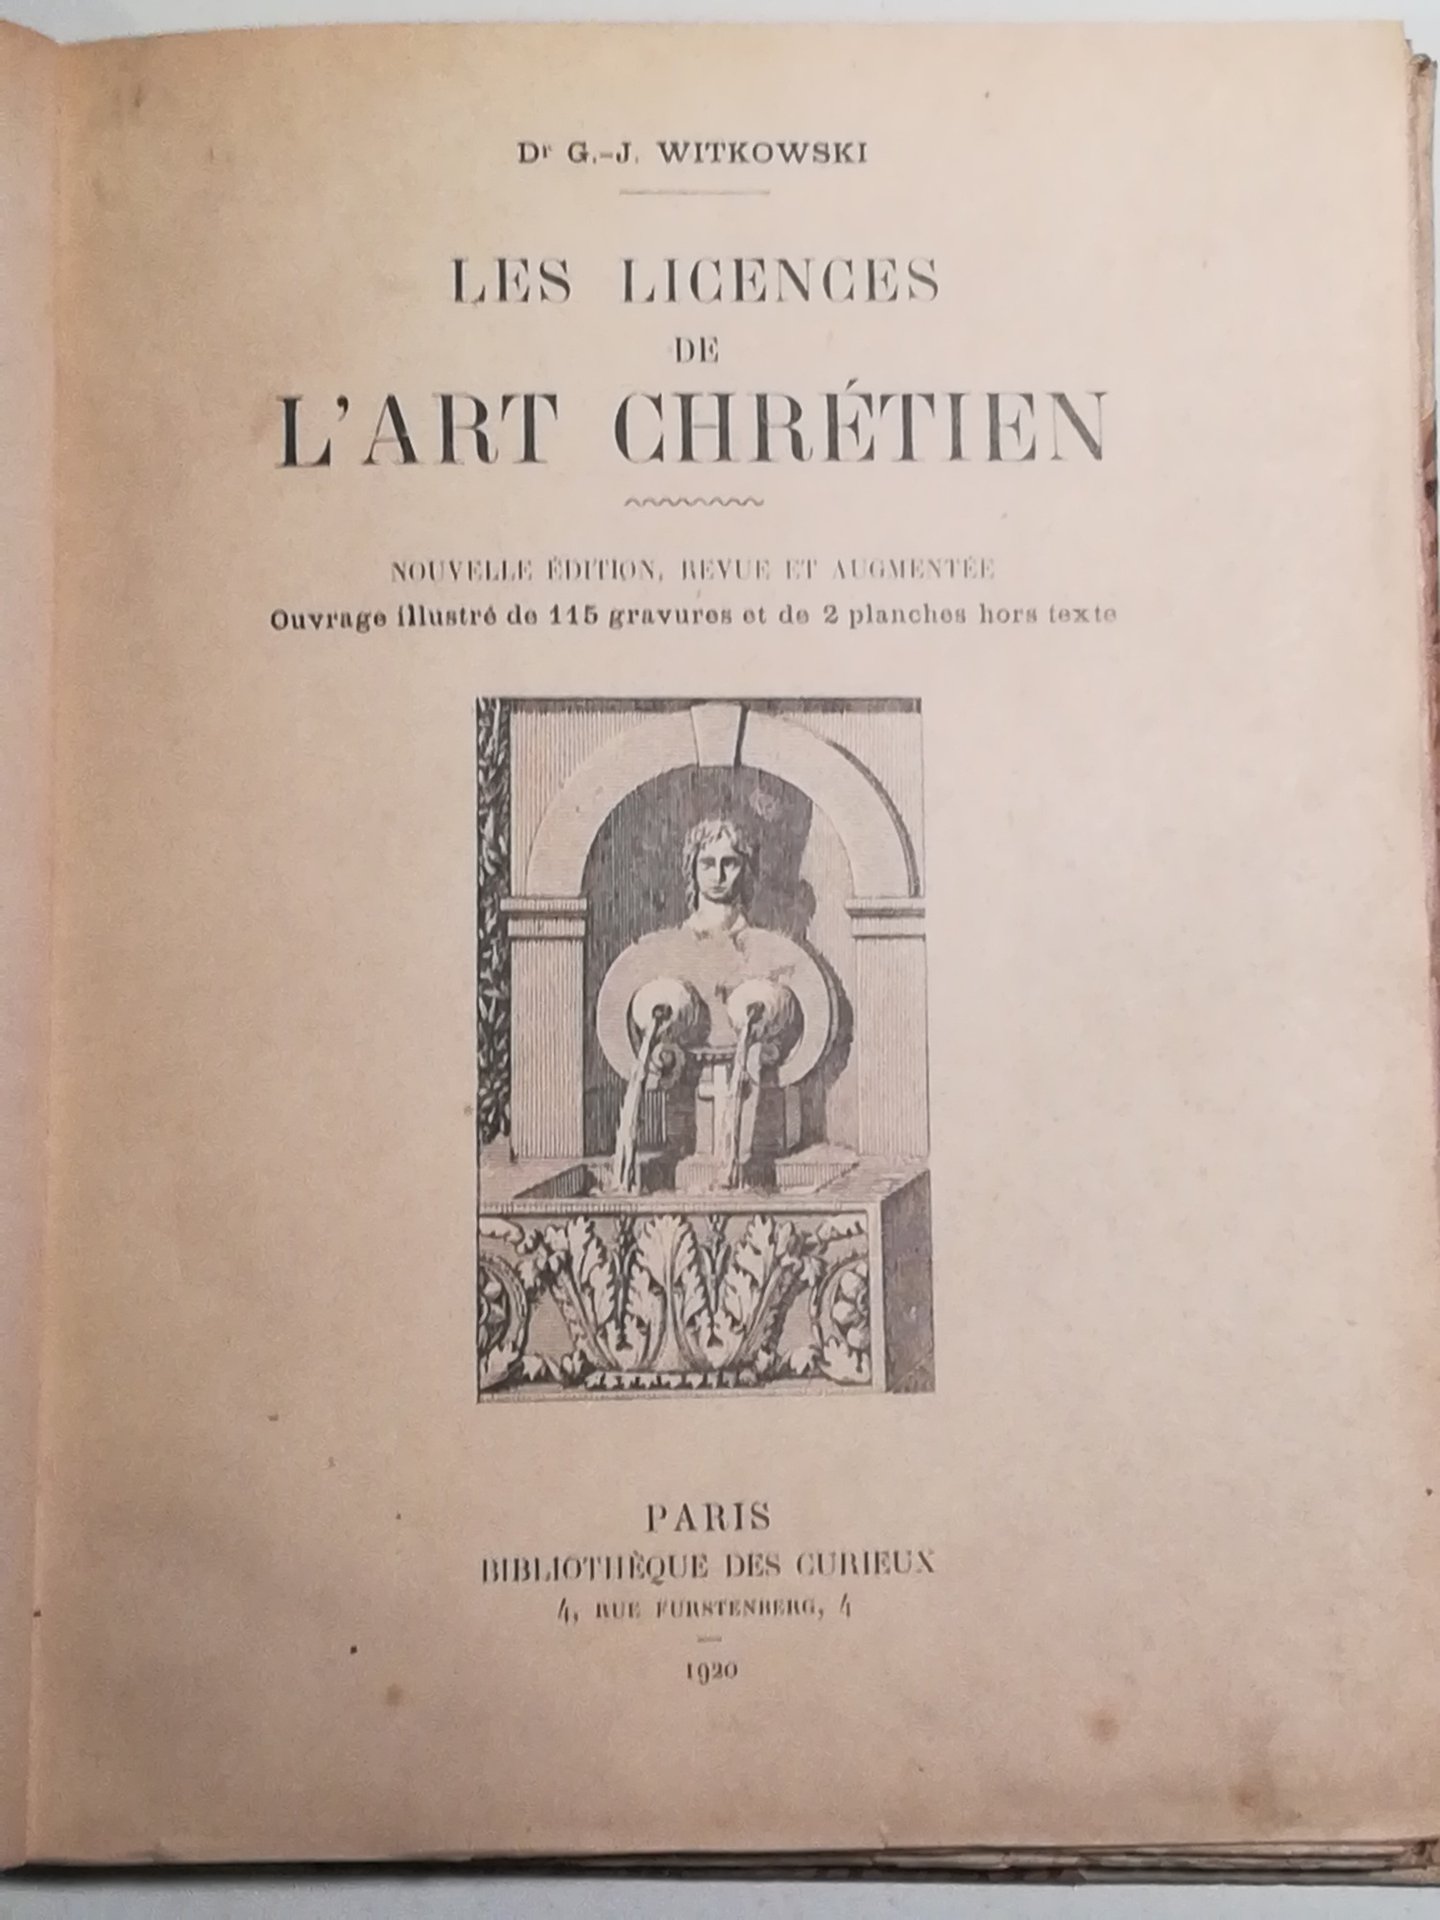 Dr G.-J. WITKOWSKI
LES LICENCES
DE
L'ART CHRÉTIEN
NOUVELLE ÉDITION, REVUE ET AUGMENTÉE
Ouvrage illustré de 115 gravures et de 2 planches hors texte
PARIS
BIBLIOTHÈQUE DES CURIEUX
4, RUE FURSTENBERG, 4
1920